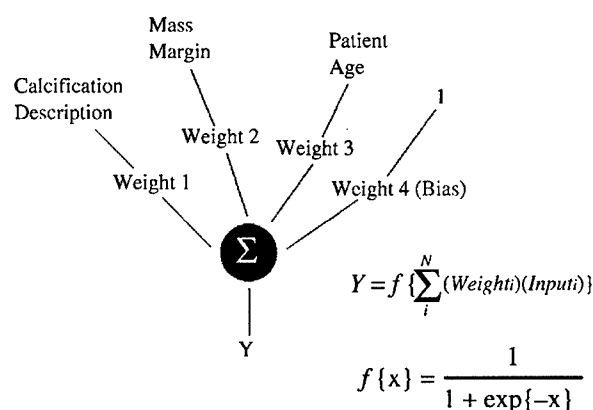 Mass
Margin
Patient
Age
Calcification
Description
1
Weight 1
Weight 2
Weight 3
Weight 4 (Bias)
Σ
Y
Y = f {∑ᵢᴺ (Weighti)(Inputi)}
f {x} = 1 / (1 + exp{–x})